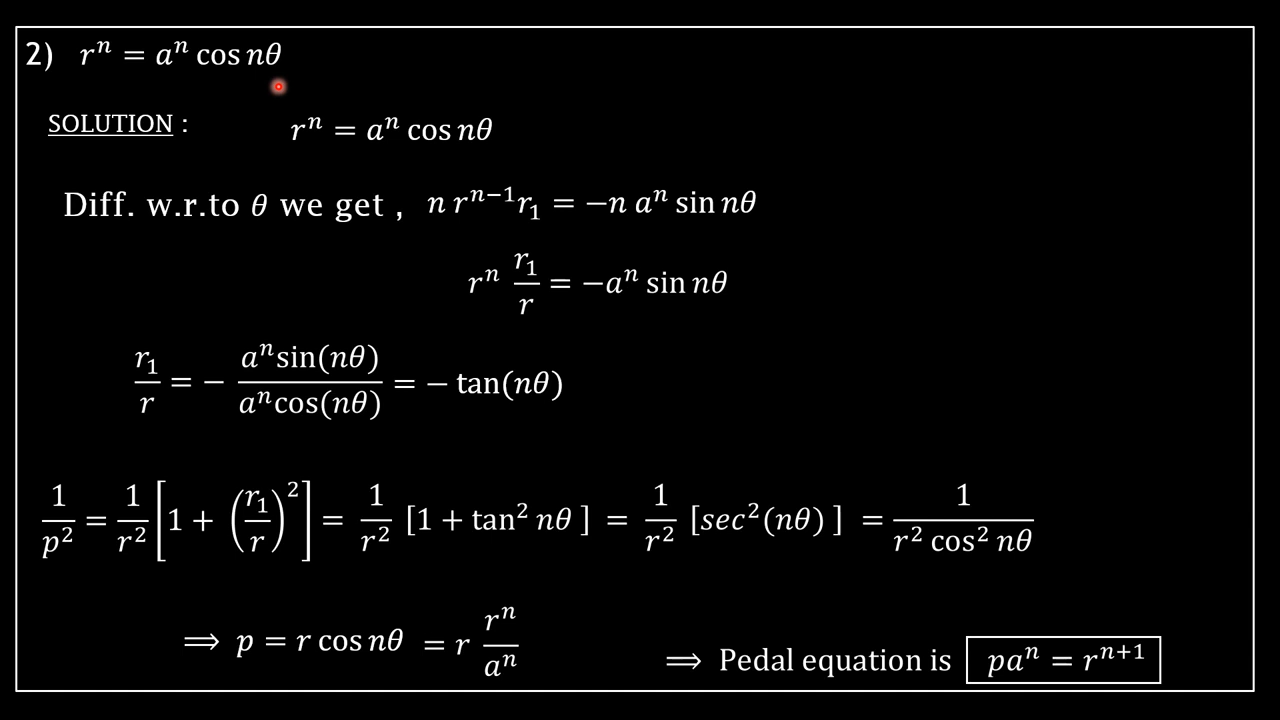 2) rⁿ = aⁿ cos nθ
SOLUTION : rⁿ = aⁿ cos nθ
Diff. w.r.to θ we get , n rⁿ⁻¹r₁ = −n aⁿ sin nθ
rⁿ r₁/r = −aⁿ sin nθ
r₁/r = − aⁿsin(nθ)/aⁿcos(nθ) = − tan(nθ)
1/p² = 1/r² [1 + (r₁/r)²] = 1/r² [1 + tan² nθ ] = 1/r² [sec²(nθ) ] = 1/(r² cos² nθ)
⟹ p = r cos nθ = r rⁿ/aⁿ ⟹ Pedal equation is paⁿ = rⁿ⁺¹